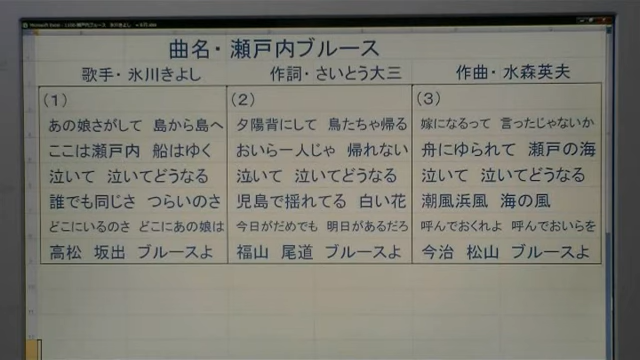 曲名・瀬戸内ブルース
歌手・氷川きよし 作詞・さいとう大三 作曲・水森英夫
（１）
あの娘さがして 島から島へ
ここは瀬戸内 船はゆく
泣いて 泣いてどうなる
誰でも同じさ つらいのさ
どこにいるのさ どこにあの娘は
高松 坂出 ブルースよ
（２）
夕陽背にして 鳥たちゃ帰る
おいら一人じゃ 帰れない
泣いて 泣いてどうなる
児島で揺れてる 白い花
今日がだめでも 明日があるだろ
福山 尾道 ブルースよ
（３）
嫁になるって 言ったじゃないか
舟にゆられて 瀬戸の海
泣いて 泣いてどうなる
潮風浜風 海の風
呼んでおくれよ 呼んでおいらを
今治 松山 ブルースよ